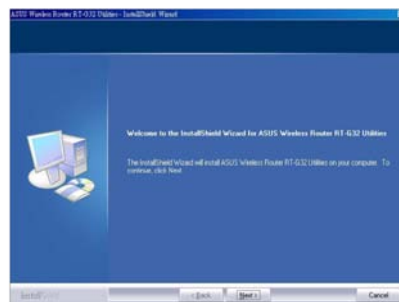 ASUS Wireless Router RT-G32 Utilities - InstallShield Wizard
Welcome to the InstallShield Wizard for ASUS Wireless Router RT-G32 Utilities
The InstallShield Wizard will install ASUS Wireless Router RT-G32 Utilities on your computer. To
continue, click Next.
InstallShield
< Back
Next >
Cancel